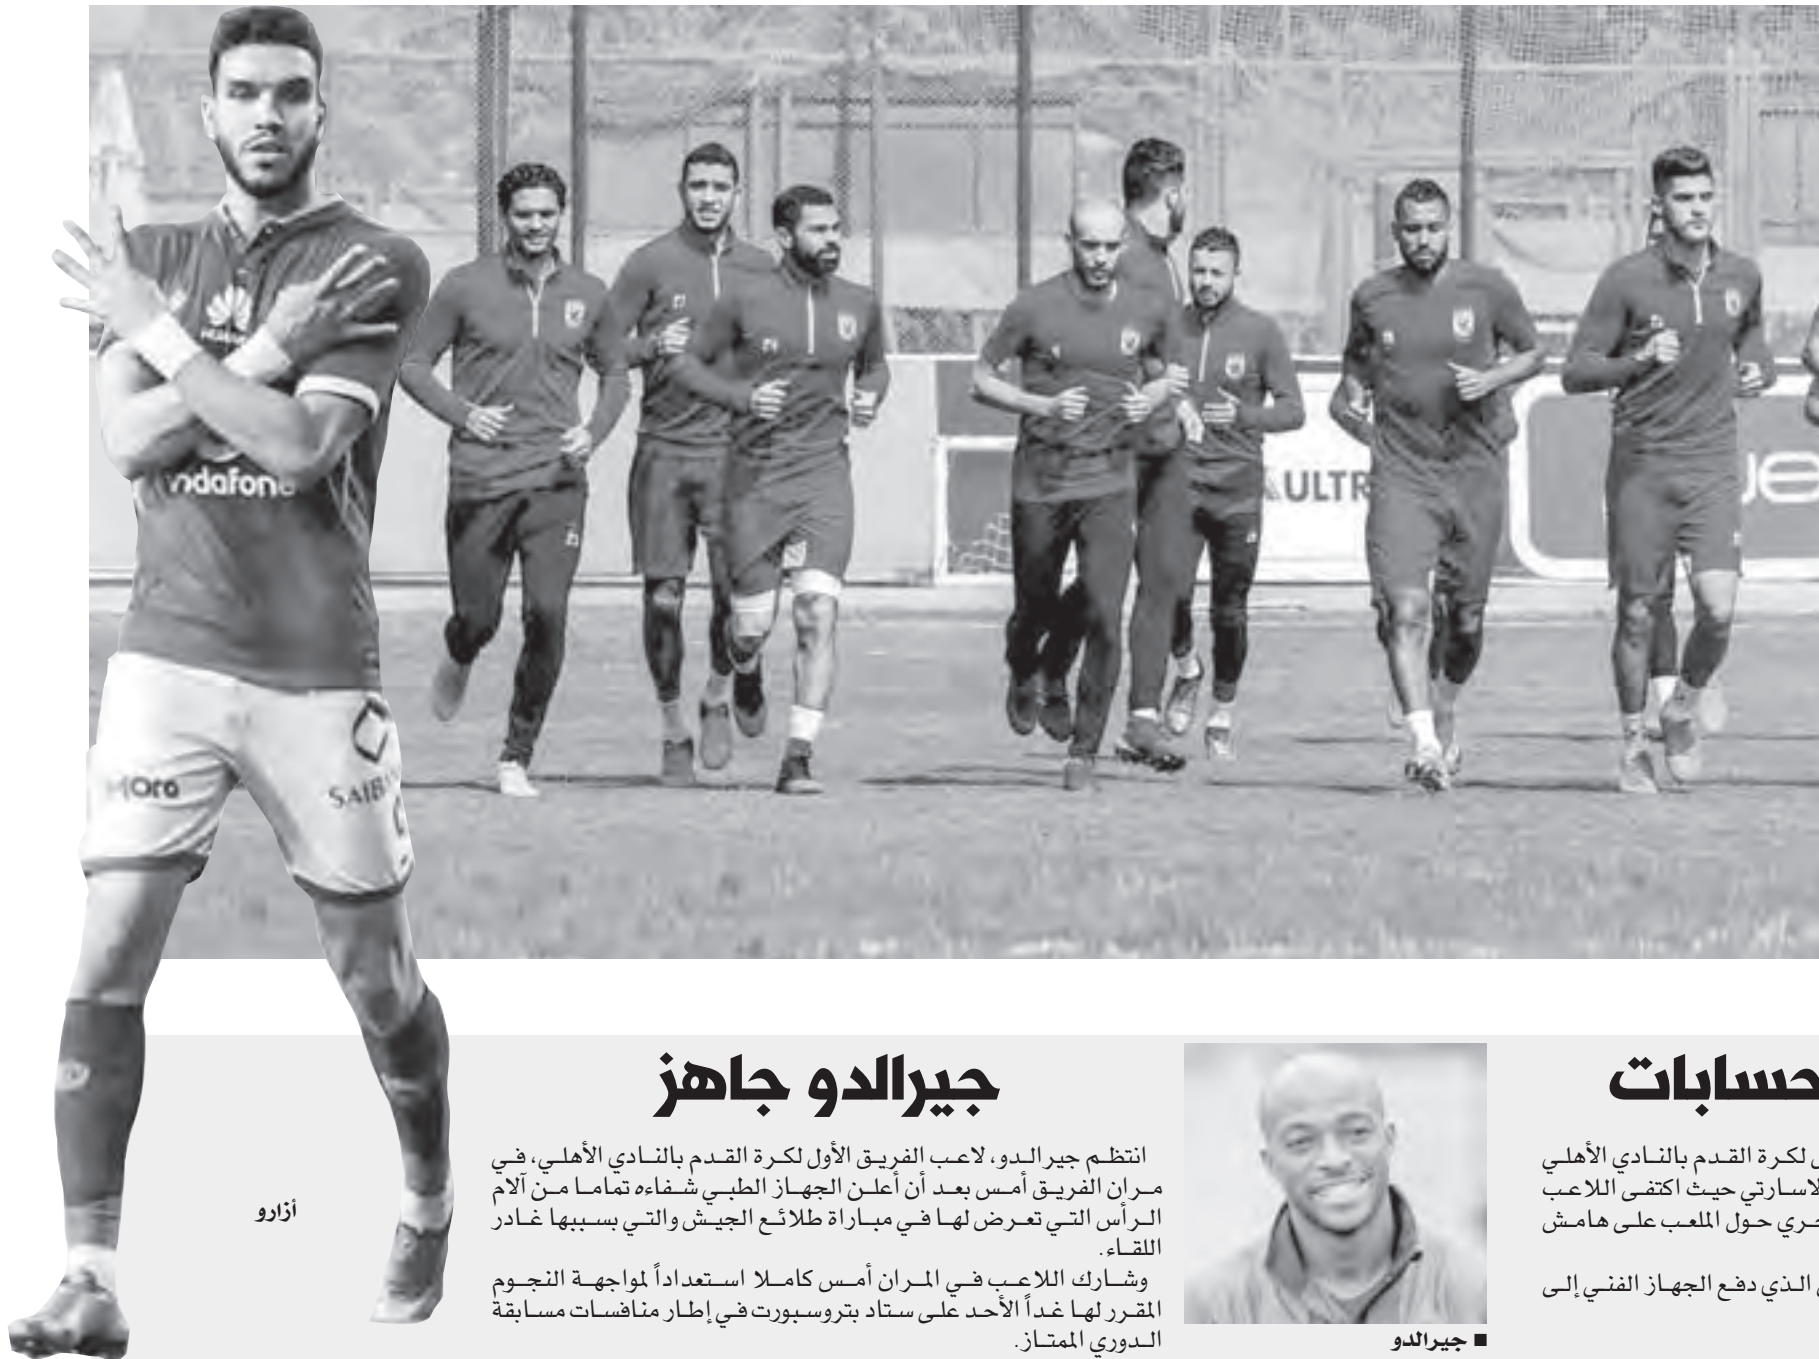 vodafone
SAIB
ULTR
حسابات
لكرة القدم بالنادي الأهلي
لاسارتي حيث اكتفى اللاعب
جري حول الملعب على هامش
الذي دفع الجهاز الفني إلى
■ جيرالدو
جيرالدو جاهز
انتظم جيرالدو، لاعب الفريق الأول لكرة القدم بالنادي الأهلي، في
مران الفريق أمس بعد أن أعلن الجهاز الطبي شفاءه تماما من آلام
الرأس التي تعرض لها في مباراة طلائع الجيش والتي بسببها غادر
اللقاء.
وشارك اللاعب في المران أمس كاملا استعداداً لمواجهة النجوم
المقرر لها غداً الأحد على ستاد بتروسبورت في إطار منافسات مسابقة
الدوري الممتاز.
أزارو